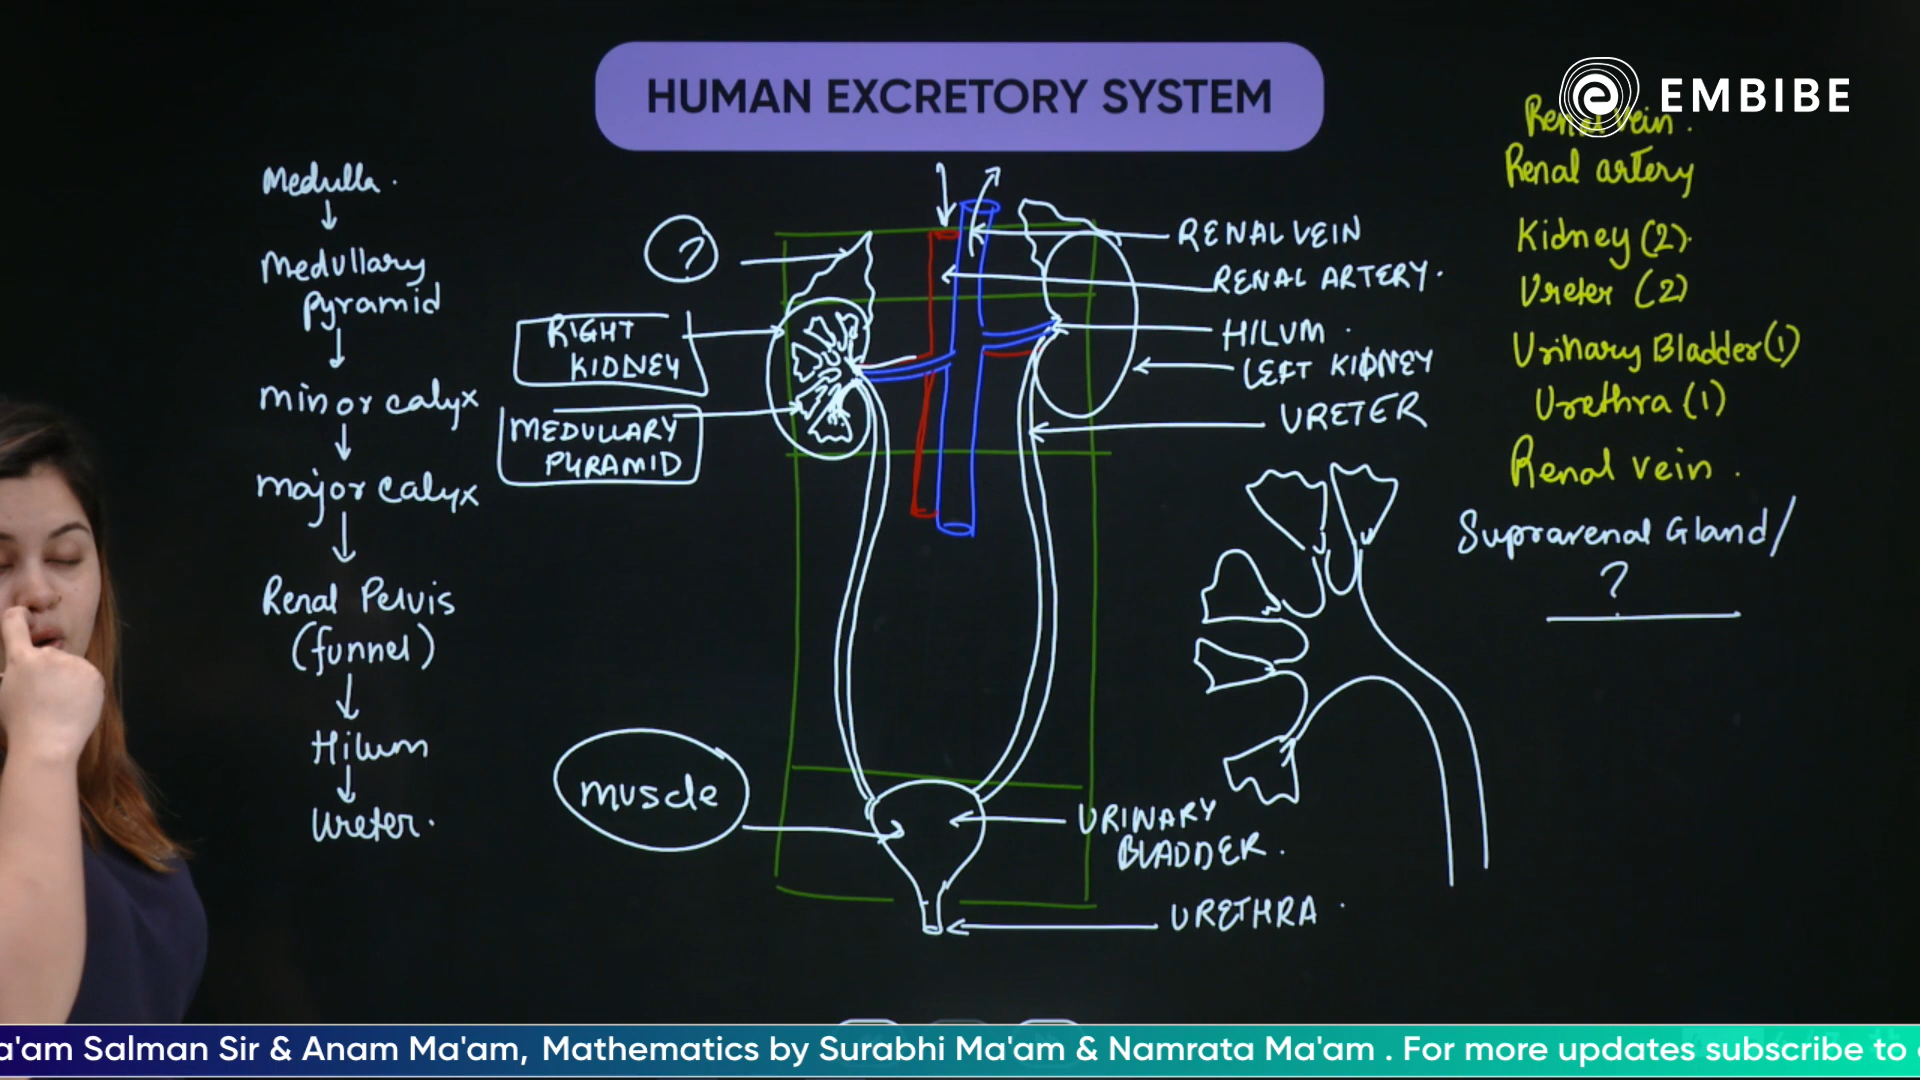 HUMAN EXCRETORY SYSTEM
EMBIBE
Medulla.
Medullary
pyramid
minor calyx
major calyx
Renal Pelvis
(funnel)
Hilum
Ureter.
?
RIGHT
KIDNEY
MEDULLARY
PYRAMID
muscle
RENAL VEIN
RENAL ARTERY.
HILUM.
LEFT KIDNEY
URETER
URINARY
BLADDER.
URETHRA.
Renal vein.
Renal artery
Kidney (2).
Ureter (2)
Urinary Bladder (1)
Urethra (1)
Renal vein.
Suprarenal Gland/
?
a'am Salman Sir & Anam Ma'am, Mathematics by Surabhi Ma'am & Namrata Ma'am . For more updates subscribe to